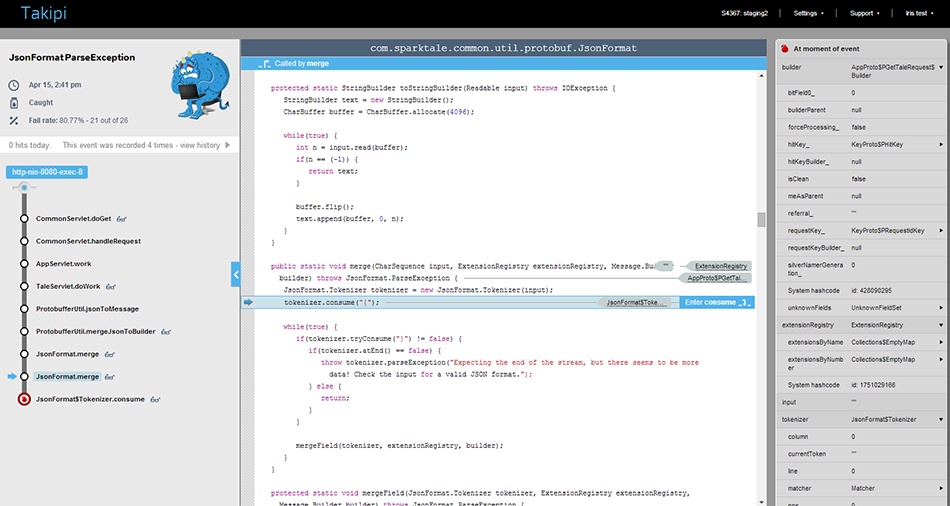 Takipi
S4367: staging2
Settings
Support
Iris test
JsonFormat ParseException
Apr 15, 2:41 pm
Caught
Fail rate: 80.77% - 21 out of 26
0 hits today. This event was recorded 4 times - view history
http-nio-8080-exec-8
CommonServlet.doGet
CommonServlet.handleRequest
AppServlet.work
TaleServlet.doWork
ProtobufferUtil.jsonToMessage
ProtobufferUtil.mergeJsonToBuilder
JsonFormat.merge
JsonFormat.merge
JsonFormat$Tokenizer.consume
com.sparktale.common.util.protobuf.JsonFormat
Called by merge
protected static StringBuilder toStringBuilder(Readable input) throws IOException {
StringBuilder text = new StringBuilder();
CharBuffer buffer = CharBuffer.allocate(4096);
while(true) {
int n = input.read(buffer);
if(n == (-1)) {
return text;
}
buffer.flip();
text.append(buffer, 0, n);
}
}
public static void merge(CharSequence input, ExtensionRegistry extensionRegistry, Message.Bui "" ExtensionRegistry
builder) throws JsonFormat.ParseException { AppProto$PGetTal...
JsonFormat.Tokenizer tokenizer = new JsonFormat.Tokenizer(input);
tokenizer.consume("{"); JsonFormat$Toke... Enter consume
while(true) {
if(tokenizer.tryConsume("}") != false) {
if(tokenizer.atEnd() == false) {
throw tokenizer.parseException("Expecting the end of the stream, but there seems to be more
data! Check the input for a valid JSON format.");
} else {
return;
}
}
mergeField(tokenizer, extensionRegistry, builder);
}
}
protected static void mergeField(JsonFormat.Tokenizer tokenizer, ExtensionRegistry extensionRegistry,
Message.Builder builder) throws JsonFormat.ParseException {
At moment of event
builder AppProto$PGetTaleRequest$
Builder
bitField0_ 0
builderParent null
forceProcessing_ false
hitKey_ KeyProto$PHitKey
hitKeyBuilder_ null
isClean false
meAsParent null
referral_ ""
requestKey_ KeyProto$PRequestIdKey
requestKeyBuilder_ null
silverNamerGenera 0
tion_
System hashcode id: 428090295
unknownFields UnknownFieldSet
extensionRegistry ExtensionRegistry
extensionsByName Collections$EmptyMap
extensionsByNumb Collections$EmptyMap
er
System hashcode id: 1751029166
input ""
tokenizer JsonFormat$Tokenizer
column 0
currentToken ""
line 0
matcher Matcher
pos 0